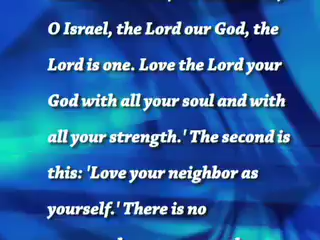 O Israel, the Lord our God, the
Lord is one. Love the Lord your
God with all your soul and with
all your strength.' The second is
this: 'Love your neighbor as
yourself.' There is no